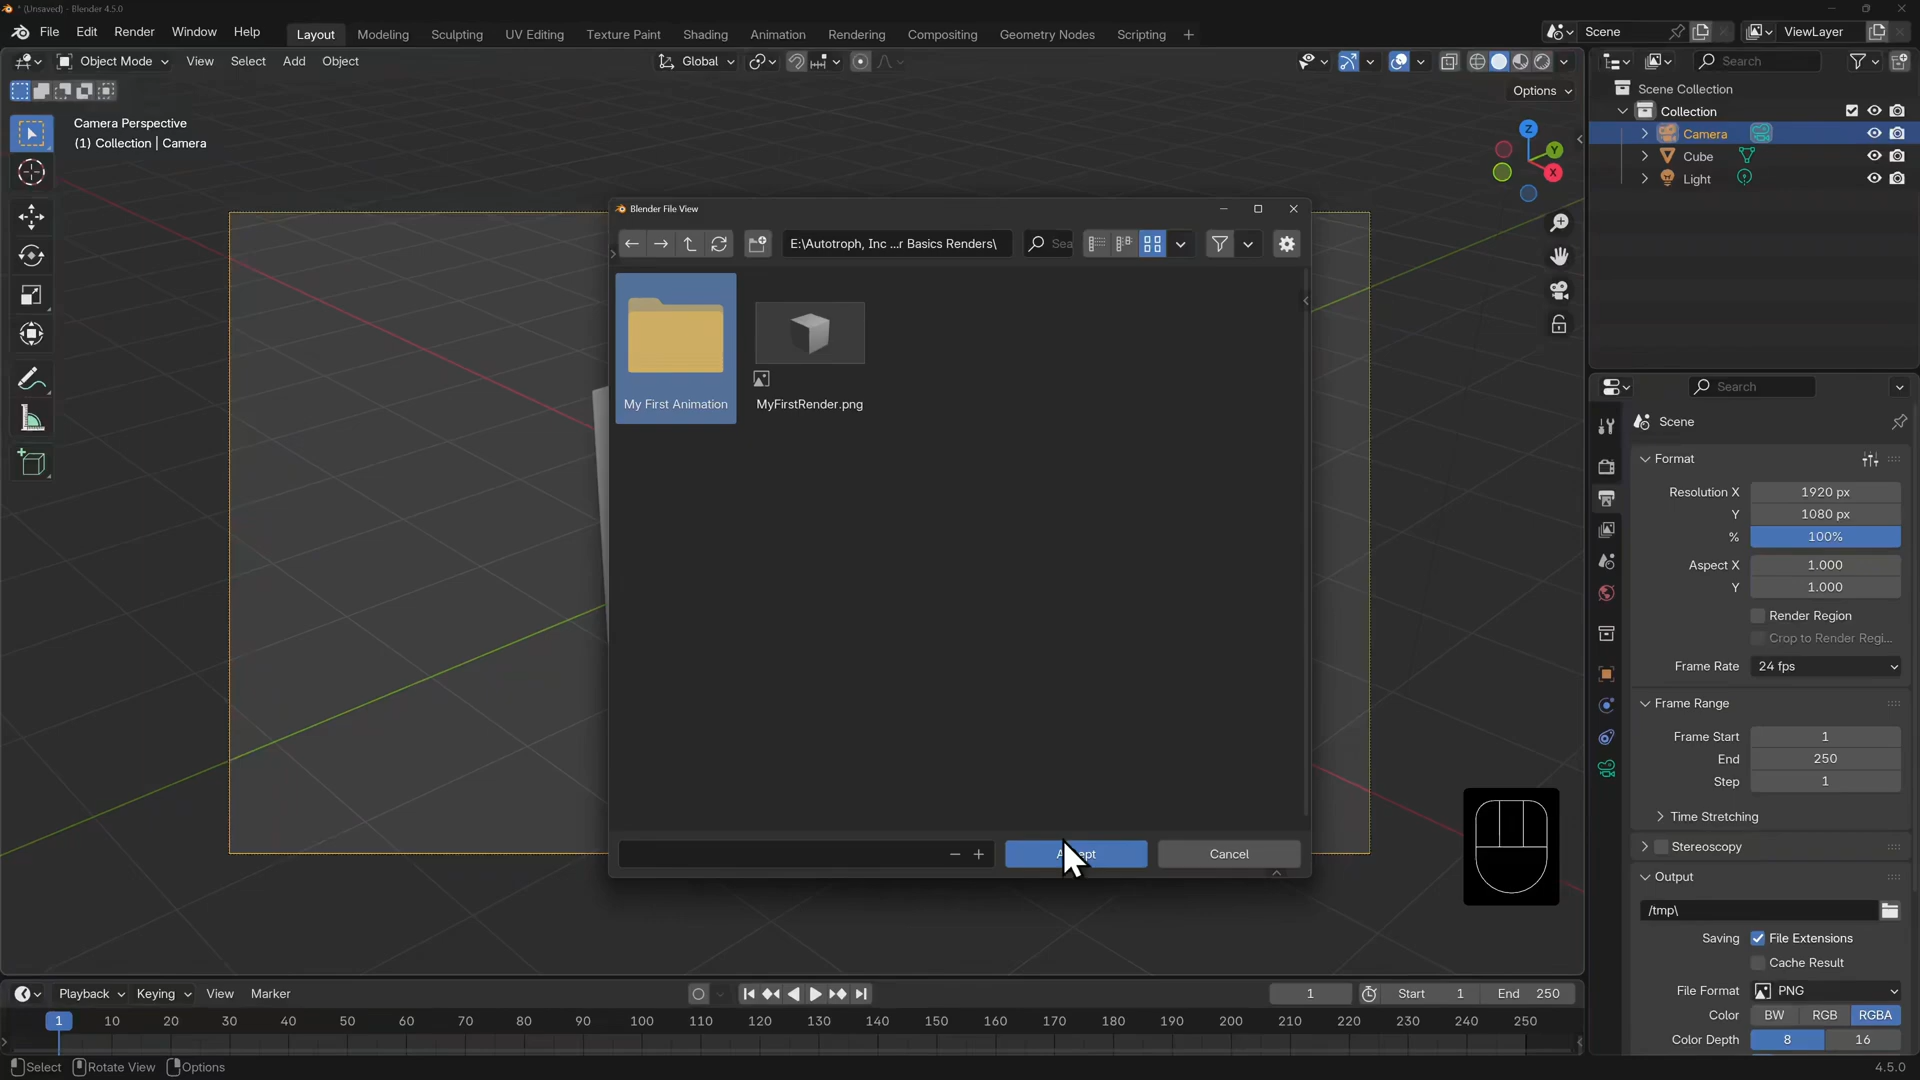 * (Unsaved) - Blender 4.5.0
File Edit Render Window Help Layout Modeling Sculpting UV Editing Texture Paint Shading Animation Rendering Compositing Geometry Nodes Scripting + Scene ViewLayer
Object Mode View Select Add Object Global Search
Options
Camera Perspective
(1) Collection | Camera
Z
Y
X
Scene Collection
Collection
Camera
Cube
Light
Blender File View
E:\Autotroph, Inc ...r Basics Renders\ Sea
My First Animation MyFirstRender.png
Cancel
Search
Scene
Format
Resolution X 1920 px
Y 1080 px
% 100%
Aspect X 1.000
Y 1.000
Render Region
Crop to Render Regi...
Frame Rate 24 fps
Frame Range
Frame Start 1
End 250
Step 1
Time Stretching
Stereoscopy
Output
/tmp\
Saving File Extensions
Cache Result
File Format PNG
Color BW RGB RGBA
Color Depth 8 16
Playback Keying View Marker 1 Start 1 End 250
1 10 20 30 40 50 60 70 80 90 100 110 120 130 140 150 160 170 180 190 200 210 220 230 240 250
Select Rotate View Options 4.5.0